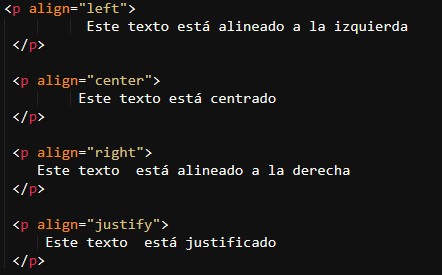 <p align="left">
Este texto está alineado a la izquierda
</p>
<p align="center">
Este texto está centrado
</p>
<p align="right">
Este texto  está alineado a la derecha
</p>
<p align="justify">
Este texto  está justificado
</p>